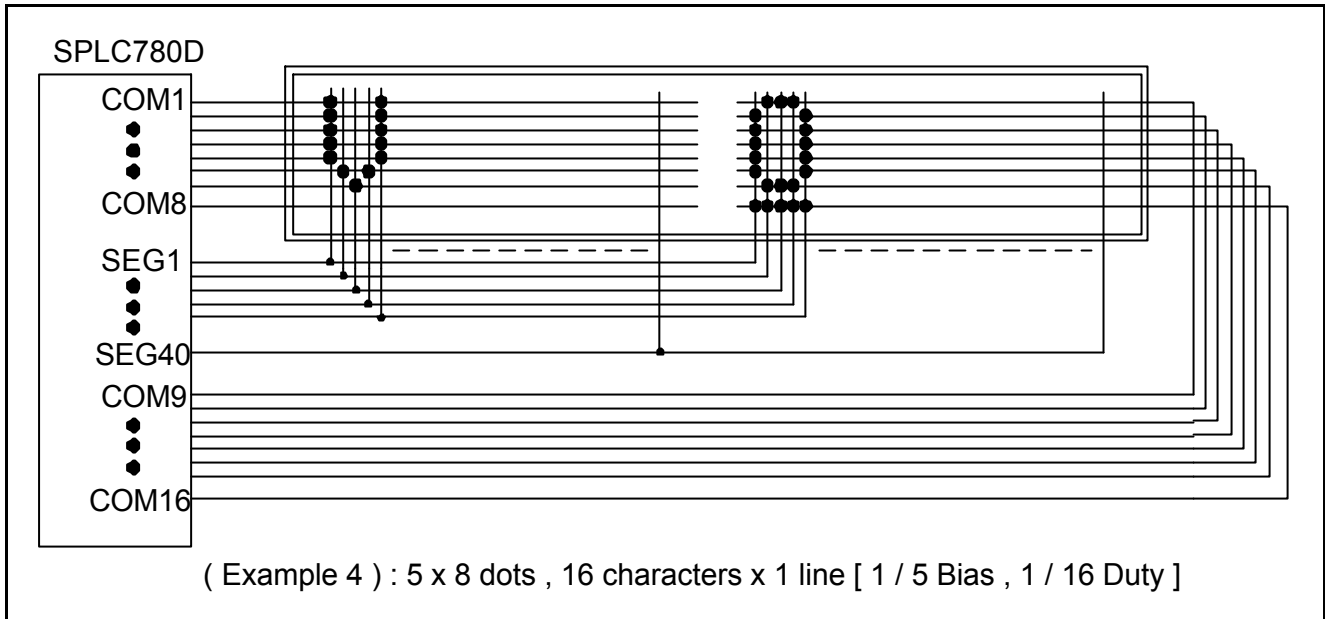 SPLC780D
COM1
COM8
SEG1
SEG40
COM9
COM16
( Example 4 ) : 5 x 8 dots , 16 characters x 1 line [ 1 / 5 Bias , 1 / 16 Duty ]